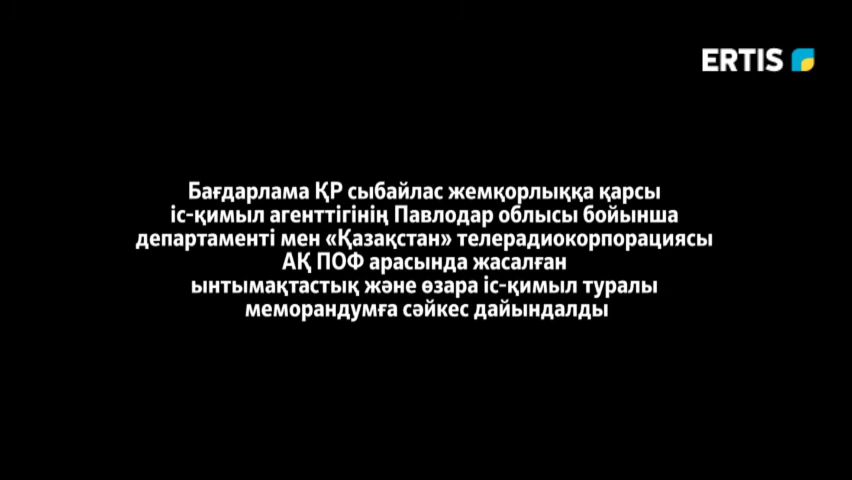 ERTIS
Бағдарлама ҚР сыбайлас жемқорлыққа қарсы
іс-қимыл агенттігінің Павлодар облысы бойынша
департаменті мен «Қазақстан» телерадиокорпорациясы
АҚ ПОФ арасында жасалған
ынтымақтастық және өзара іс-қимыл туралы
меморандумға сәйкес дайындалды